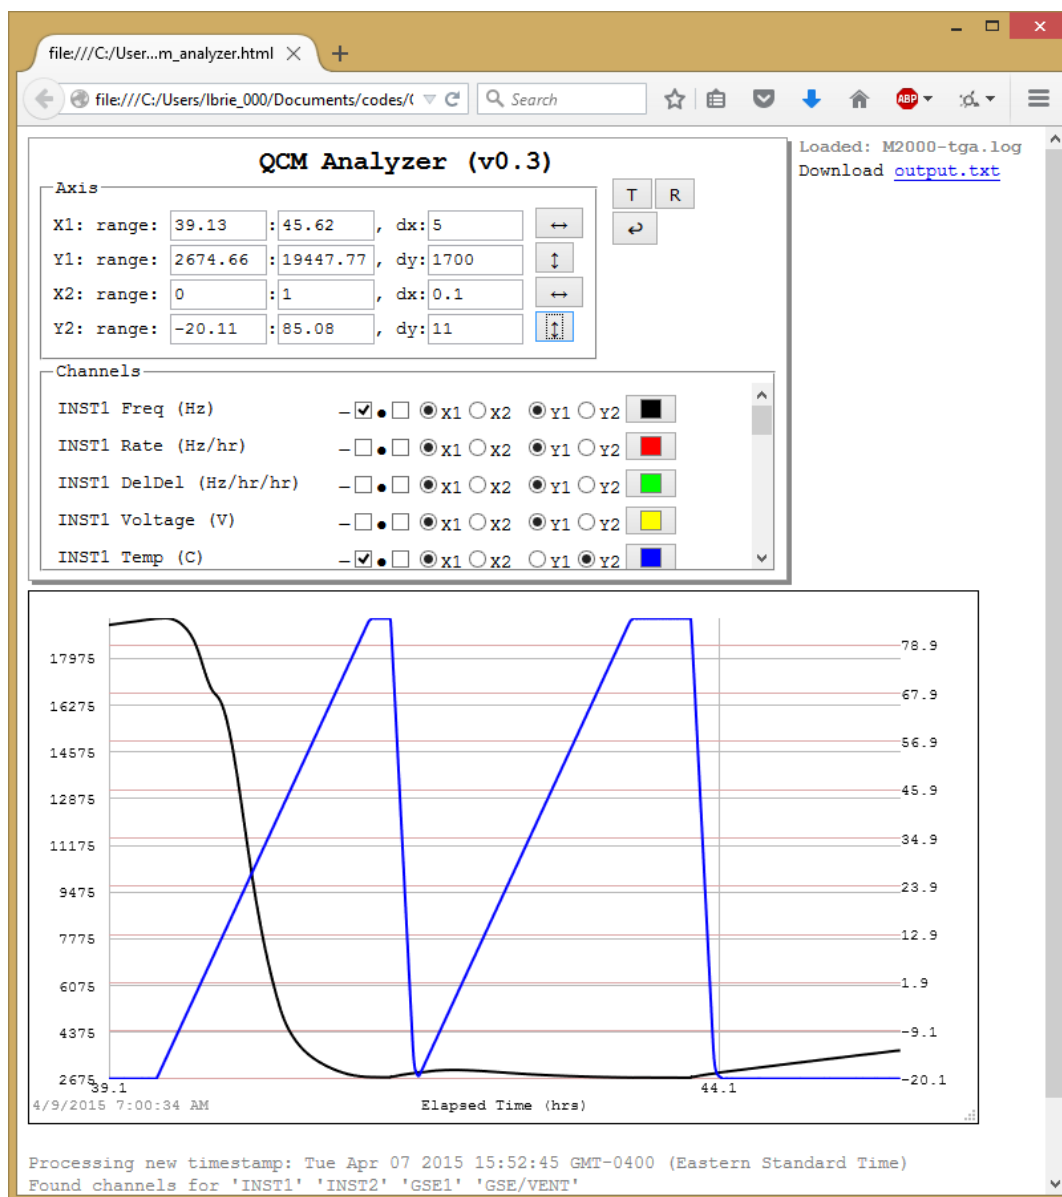 file:///C:/User...m_analyzer.html
file:///C:/Users/lbrie_000/Documents/codes/( Search ABP
QCM Analyzer (v0.3)
Loaded: M2000-tga.log
Download output.txt
Axis
T R
X1: range: 39.13 : 45.62 , dx: 5
Y1: range: 2674.66 : 19447.77 , dy: 1700
X2: range: 0 : 1 , dx: 0.1
Y2: range: -20.11 : 85.08 , dy: 11
Channels
INST1 Freq (Hz) X1 X2 Y1 Y2
INST1 Rate (Hz/hr) X1 X2 Y1 Y2
INST1 DelDel (Hz/hr/hr) X1 X2 Y1 Y2
INST1 Voltage (V) X1 X2 Y1 Y2
INST1 Temp (C) X1 X2 Y1 Y2
78.9
17975
67.9
16275
56.9
14575
45.9
12875
34.9
11175
23.9
9475
12.9
7775
1.9
6075
-9.1
4375
2675 -20.1
39.1 44.1
4/9/2015 7:00:34 AM Elapsed Time (hrs)
Processing new timestamp: Tue Apr 07 2015 15:52:45 GMT-0400 (Eastern Standard Time)
Found channels for 'INST1' 'INST2' 'GSE1' 'GSE/VENT'